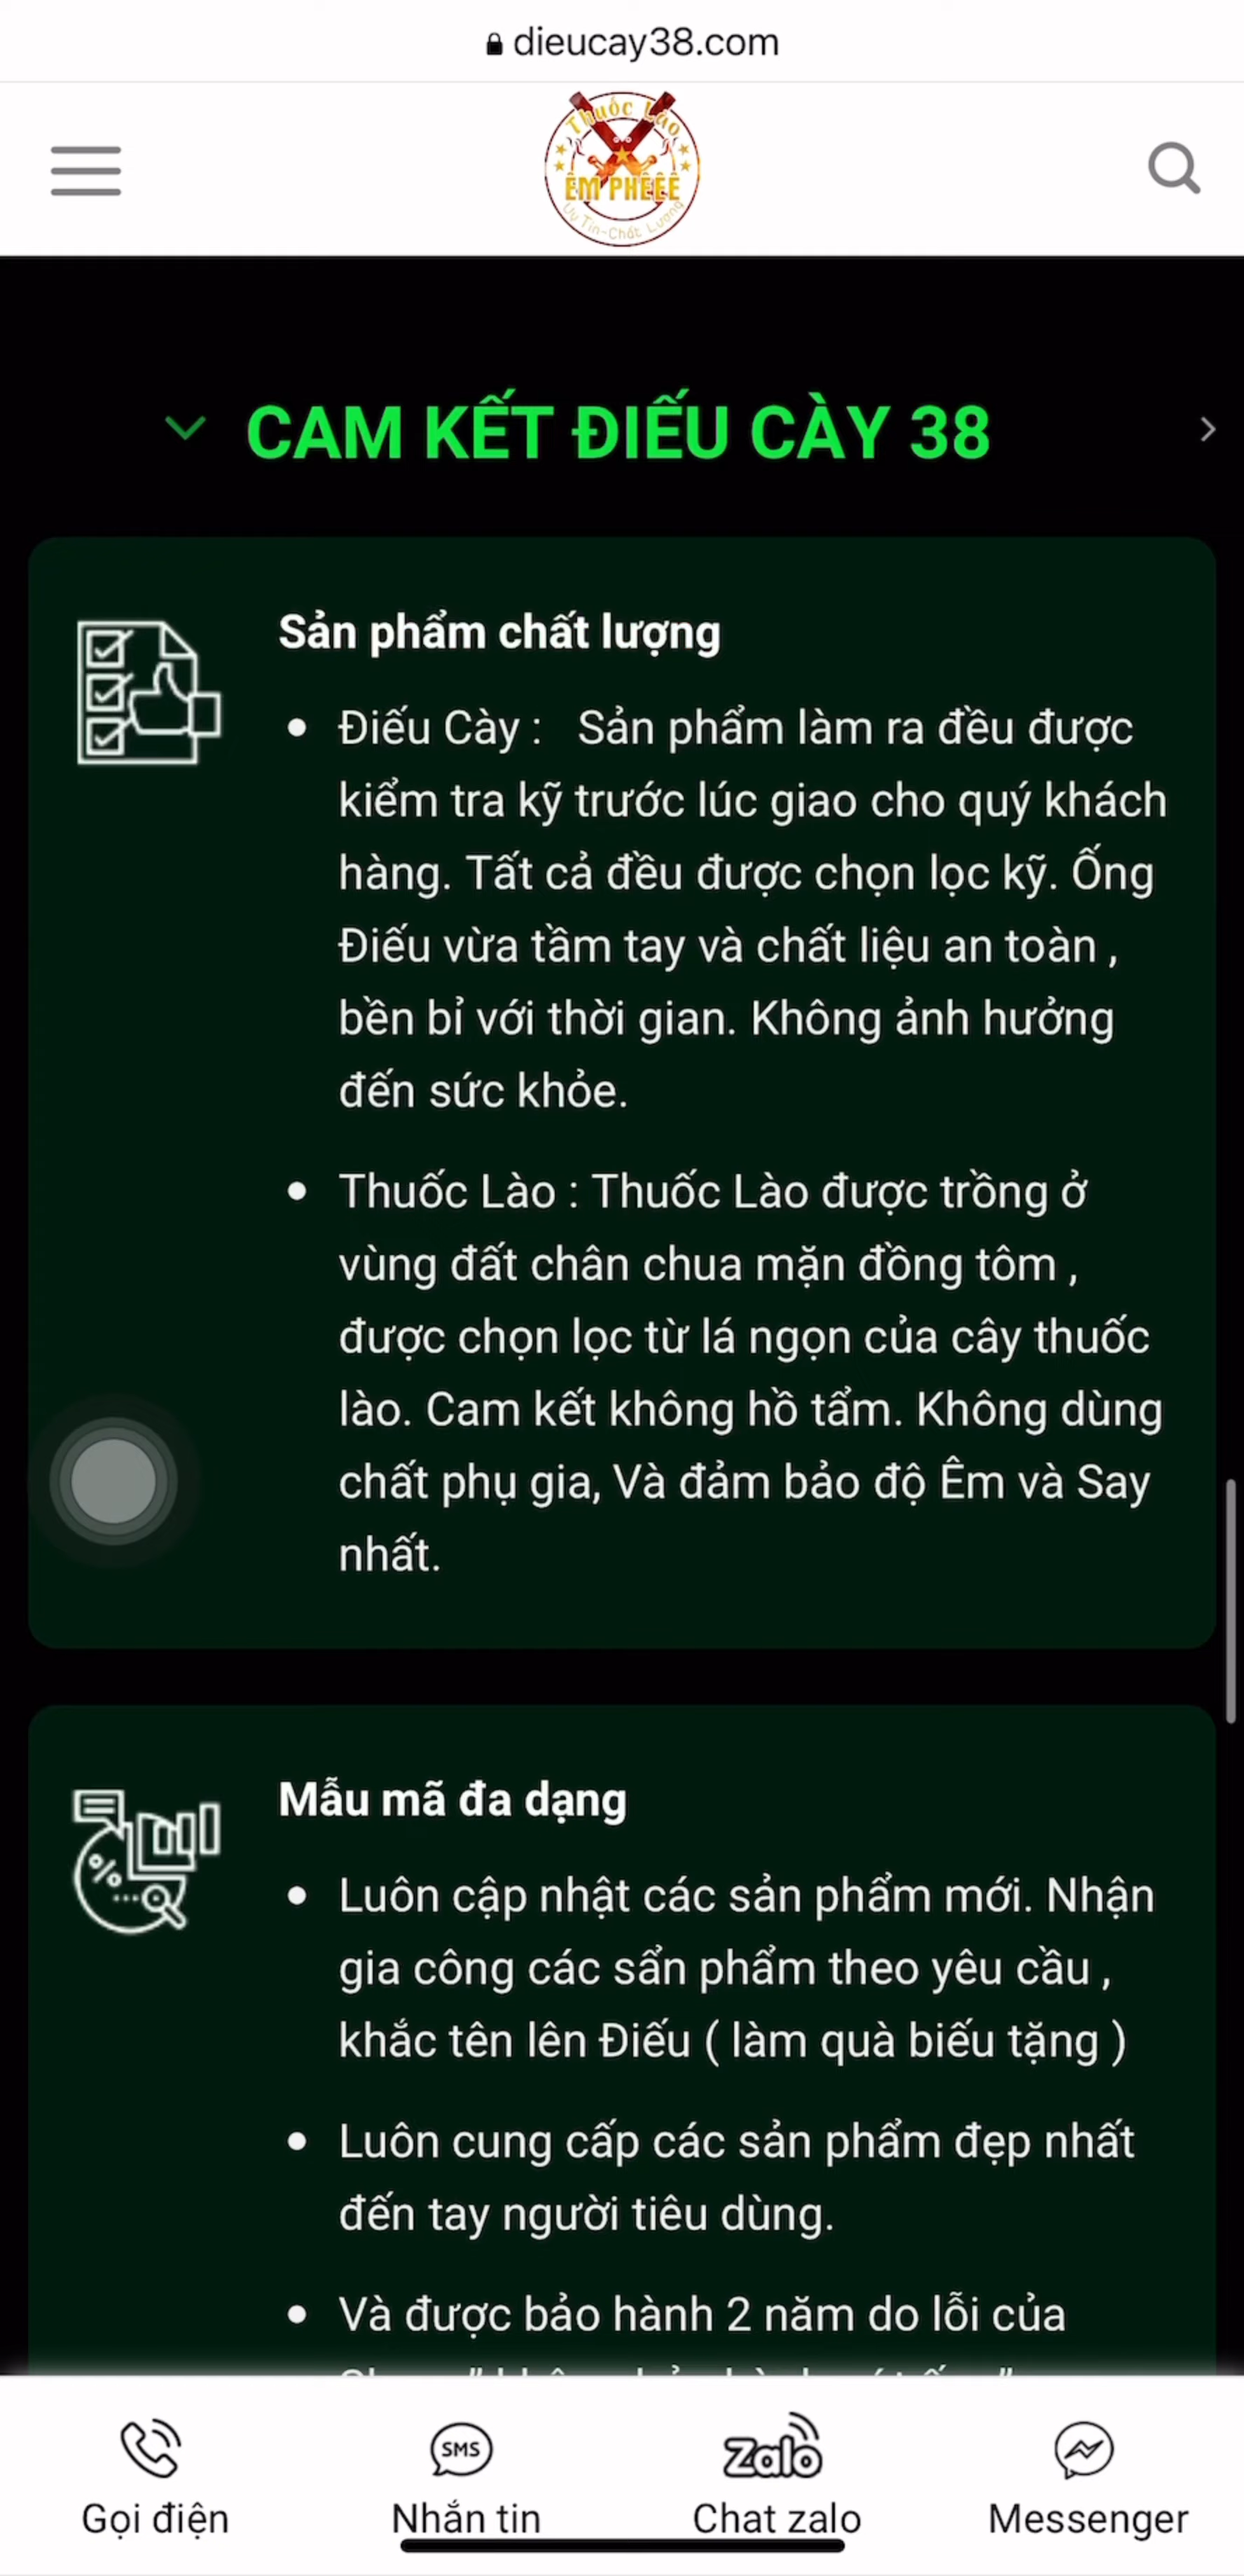 dieucay38.com
Thuốc Lào
ÊM PHÊÊÊ
Uy Tín-Chất Lượng
CAM KẾT ĐIẾU CÀY 38
Sản phẩm chất lượng
Điếu Cày : Sản phẩm làm ra đều được
kiểm tra kỹ trước lúc giao cho quý khách
hàng. Tất cả đều được chọn lọc kỹ. Ống
Điếu vừa tầm tay và chất liệu an toàn ,
bền bỉ với thời gian. Không ảnh hưởng
đến sức khỏe.
Thuốc Lào : Thuốc Lào được trồng ở
vùng đất chân chua mặn đồng tôm ,
được chọn lọc từ lá ngọn của cây thuốc
lào. Cam kết không hồ tẩm. Không dùng
chất phụ gia, Và đảm bảo độ Êm và Say
nhất.
Mẫu mã đa dạng
Luôn cập nhật các sản phẩm mới. Nhận
gia công các sẩn phẩm theo yêu cầu ,
khắc tên lên Điếu ( làm quà biếu tặng )
Luôn cung cấp các sản phẩm đẹp nhất
đến tay người tiêu dùng.
Và được bảo hành 2 năm do lỗi của
Gọi điện
SMS
Nhắn tin
Zalo
Chat zalo
Messenger